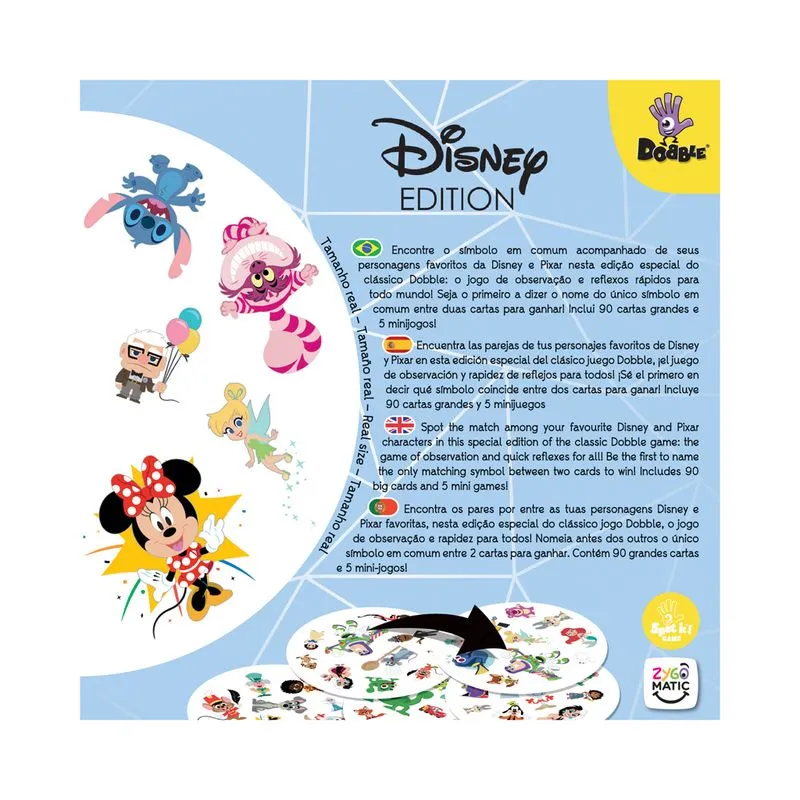 DISNEY
EDITION
DOBBLE®
Tamanho real – Tamaño real – Real size – Tamanho real
Encontre o símbolo em comum acompanhado de seus
personagens favoritos da Disney e Pixar nesta edição especial do
clássico Dobble: o jogo de observação e reflexos rápidos para
todo mundo! Seja o primeiro a dizer o nome do único símbolo em
comum entre duas cartas para ganhar! Inclui 90 cartas grandes e
5 minijogos!
Encuentra las parejas de tus personajes favoritos de Disney
y Pixar en esta edición especial del clásico juego Dobble, ¡el juego
de observación y rapidez de reflejos para todos! ¡Sé el primero en
decir qué símbolo coincide entre dos cartas para ganar! Incluye
90 cartas grandes y 5 minijuegos
Spot the match among your favourite Disney and Pixar
characters in this special edition of the classic Dobble game: the
game of observation and quick reflexes for all! Be the first to name
the only matching symbol between two cards to win! Includes 90
big cards and 5 mini games!
Encontra os pares por entre as tuas personagens Disney e
Pixar favoritas, nesta edição especial do clássico jogo Dobble, o jogo
de observação e rapidez para todos! Nomeia antes dos outros o único
símbolo em comum entre 2 cartas para ganhar. Contém 90 grandes cartas
e 5 mini-jogos!
Spot it!
GAME
ZYGO
MATIC